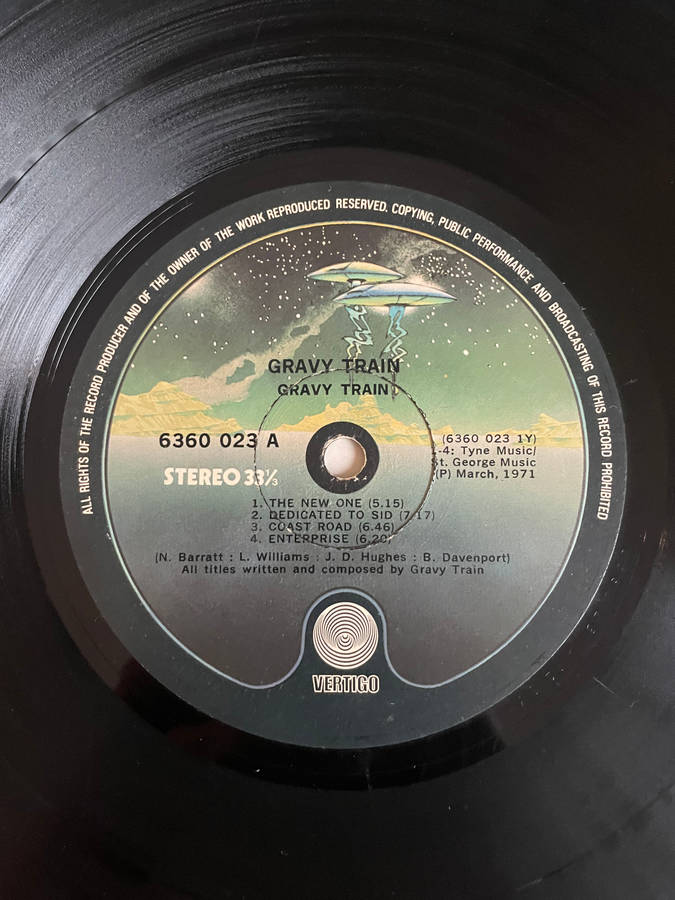 ALL RIGHTS OF THE RECORD PRODUCER AND OF THE OWNER OF THE WORK REPRODUCED RESERVED. COPYING, PUBLIC PERFORMANCE AND BROADCASTING OF THIS RECORD PROHIBITED
GRAVY TRAIN
GRAVY TRAIN
6360 023 A
STEREO 33⅓
(6360 023 1Y)
-4: Tyne Music/
St. George Music
(P) March, 1971
1. THE NEW ONE (5.15)
2. DEDICATED TO SID (7.17)
3. COAST ROAD (6.46)
4. ENTERPRISE (6.20)
(N. Barratt : L. Williams : J. D. Hughes : B. Davenport)
All titles written and composed by Gravy Train
VERTIGO